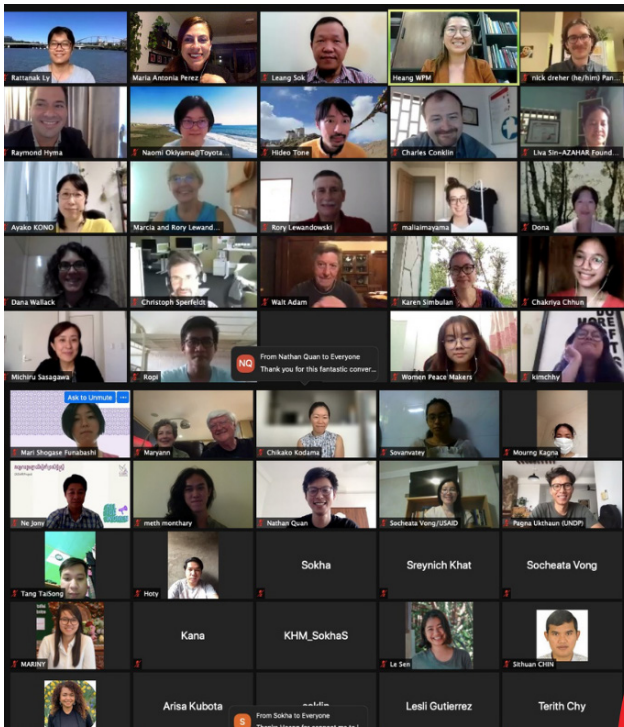 Rattanak Ly
Maria Antonia Perez
Leang Sok
Heang WPM
nick dreher (he/him) Pan...
Raymond Hyma
Naomi Okiyama@Toyota...
Hideo Tone
Charles Conklin
Liva Sin-AZAHAR Found...
Ayako KONO
Marcia and Rory Lewand...
Rory Lewandowski
maliaimayama
Dona
Dana Wallack
Christoph Sperfeldt
Walt Adam
Karen Simbulan
Chakriya Chhun
Michiru Sasagawa
Ropi
NQ
From Nathan Quan to Everyone
Thank you for this fantastic conver...
Women Peace Makers
kimchhy
Ask to Unmute
Mari Shogase Funabashi
Maryann
Chikako Kodama
Sovanvatey
Mourng Kagna
Ne Jony
meth monthary
Nathan Quan
Socheata Vong/USAID
Pagna Ukthaun (UNDP)
Tang TaiSong
Hoty
Sokha
Sreynich Khat
Socheata Vong
MARINY
Kana
KHM_SokhaS
Le Sen
Sithuan CHIN
Arisa Kubota
Lesli Gutierrez
Terith Chy
S
From Sokha to Everyone